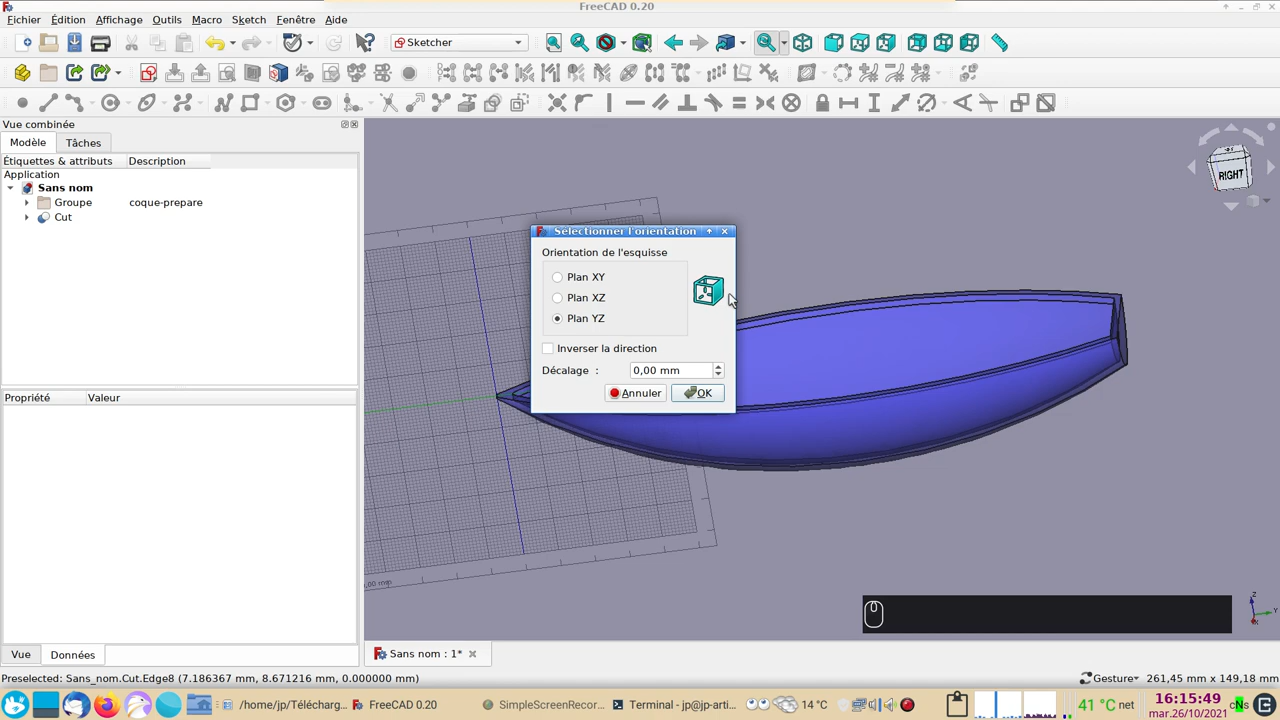 FreeCAD 0.20
Fichier Édition Affichage Outils Macro Sketch Fenêtre Aide
Sketcher
Vue combinée
Modèle Tâches
Étiquettes & attributs Description
Application
Sans nom
Groupe coque-prepare
Cut
RIGHT
Sélectionner l'orientation
Orientation de l'esquisse
Plan XY
Plan XZ
Plan YZ
Inverser la direction
Décalage : 0,00 mm
Annuler OK
Propriété Valeur
Z
Y
X
Vue Données
Sans nom : 1*
Preselected: Sans_nom.Cut.Edge8 (7.186367 mm, 8.671216 mm, 0.000000 mm)
Gesture 261,45 mm x 149,18 mm
/home/jp/Télécharg... FreeCAD 0.20 SimpleScreenRecor... Terminal - jp@jp-arti... 14 °C 41 °C net 16:15:49 cNs
mar.26/10/2021